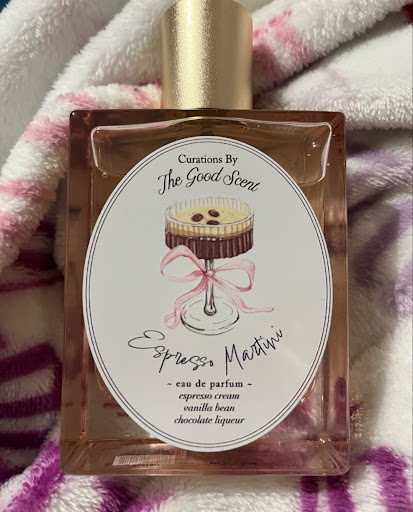 Curations By
The Good Scent
Espresso Martini
~ eau de parfum ~
espresso cream
vanilla bean
chocolate liqueur